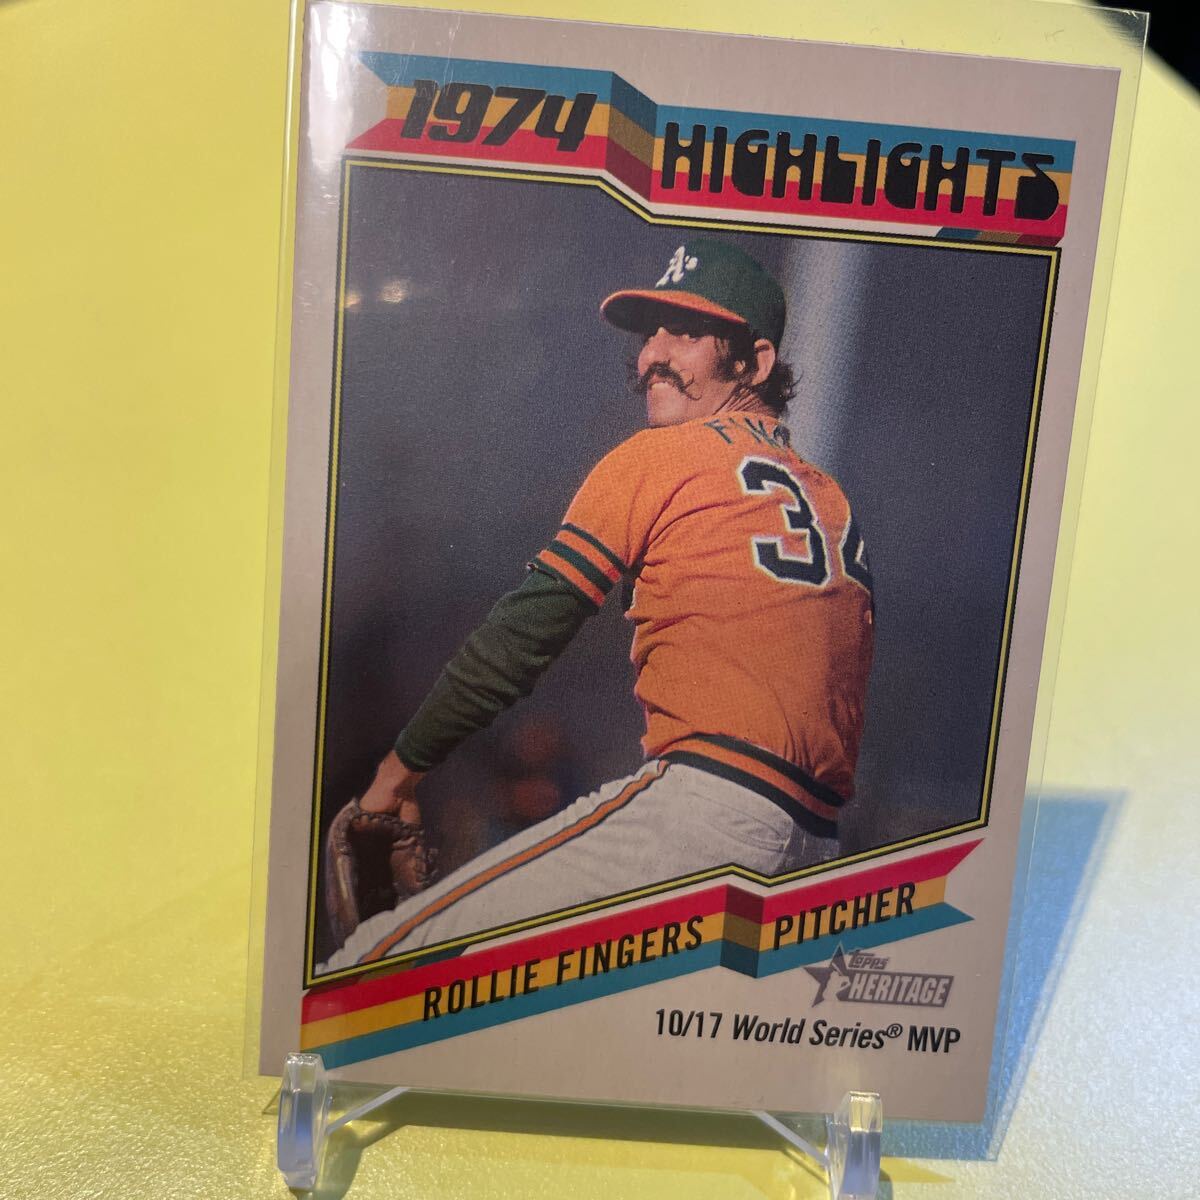 1974
HIGHLIGHTS
A's
34
ROLLIE FINGERS
PITCHER
Topps
HERITAGE
10/17 World Series® MVP